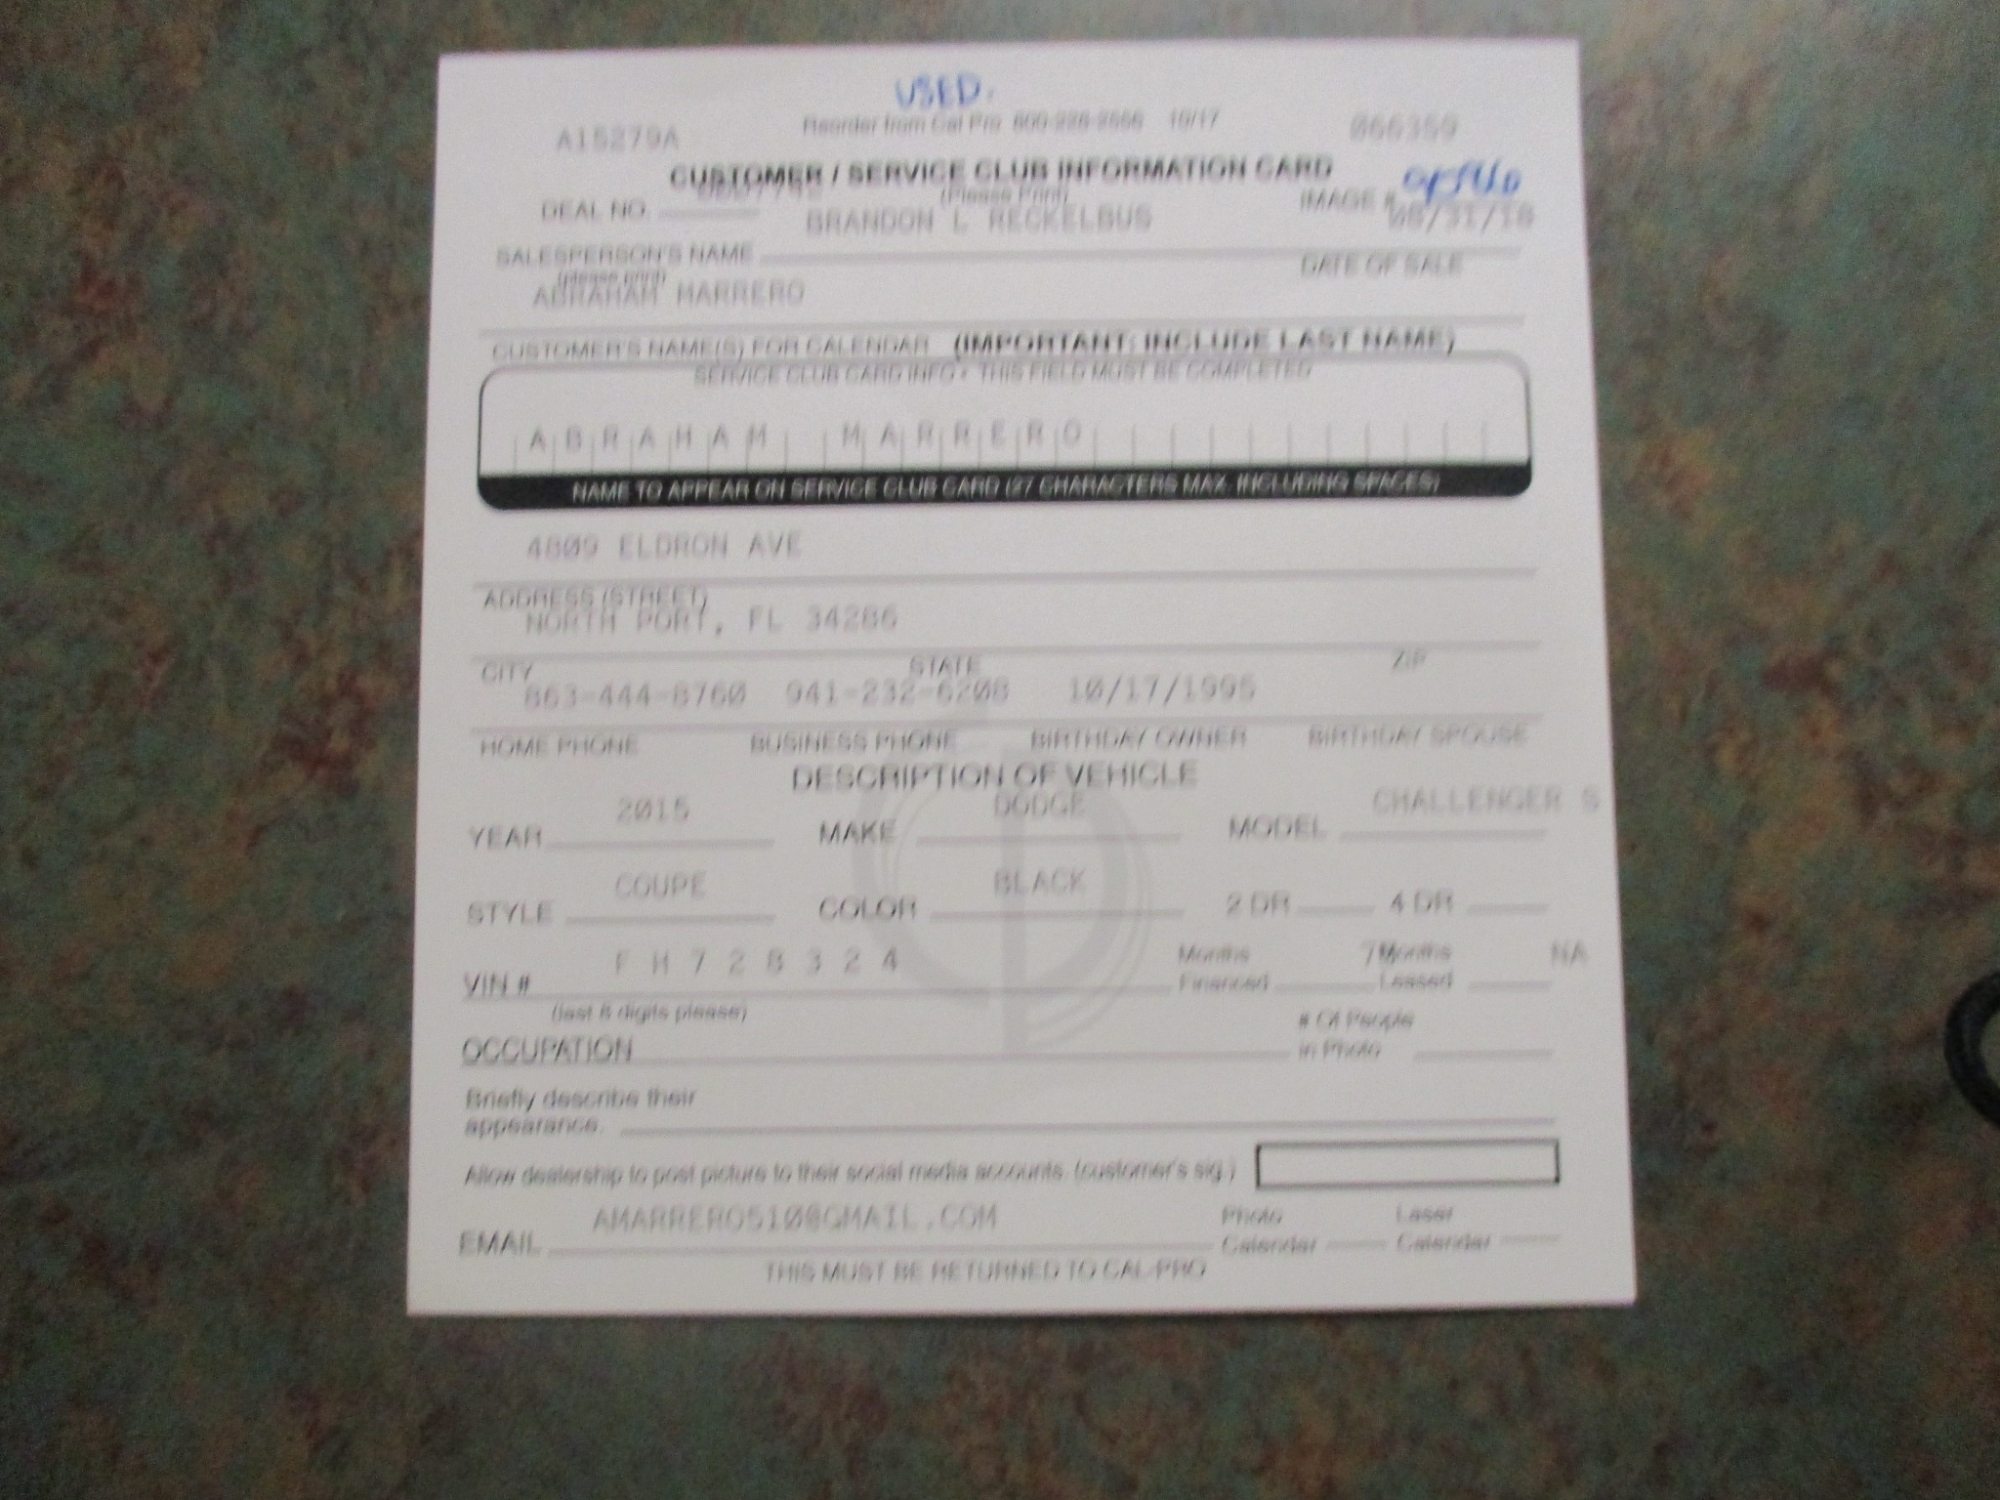 USED.
A15279A Reorder from Cal Pro 800-226-2566 10/17 066359
CUSTOMER / SERVICE CLUB INFORMATION CARD
(Please Print)
DEAL NO. IMAGE #
BRANDON L RECKELBUS 08/31/18
SALESPERSON'S NAME DATE OF SALE
(please print)
ABRAHAM MARRERO
CUSTOMER'S NAME(S) FOR CALENDAR (IMPORTANT: INCLUDE LAST NAME)
SERVICE CLUB CARD INFO • THIS FIELD MUST BE COMPLETED
ABRAHAM MARRERO
NAME TO APPEAR ON SERVICE CLUB CARD (27 CHARACTERS MAX. INCLUDING SPACES)
4809 ELDRON AVE
ADDRESS (STREET)
NORTH PORT, FL 34286
CITY STATE ZIP
863-444-8760 941-232-6208 10/17/1995
HOME PHONE BUSINESS PHONE BIRTHDAY OWNER BIRTHDAY SPOUSE
DESCRIPTION OF VEHICLE
2015 DODGE CHALLENGER S
YEAR MAKE MODEL
COUPE BLACK
STYLE COLOR 2 DR 4 DR
FH728324 Months Months NA
VIN # Financed Leased
(last 8 digits please)
# Of People
OCCUPATION in Photo
Briefly describe their
appearance.
Allow dealership to post picture to their social media accounts. (customer's sig.)
AMARRERO510@GMAIL.COM Photo Laser
EMAIL Calendar Calendar
THIS MUST BE RETURNED TO CAL-PRO